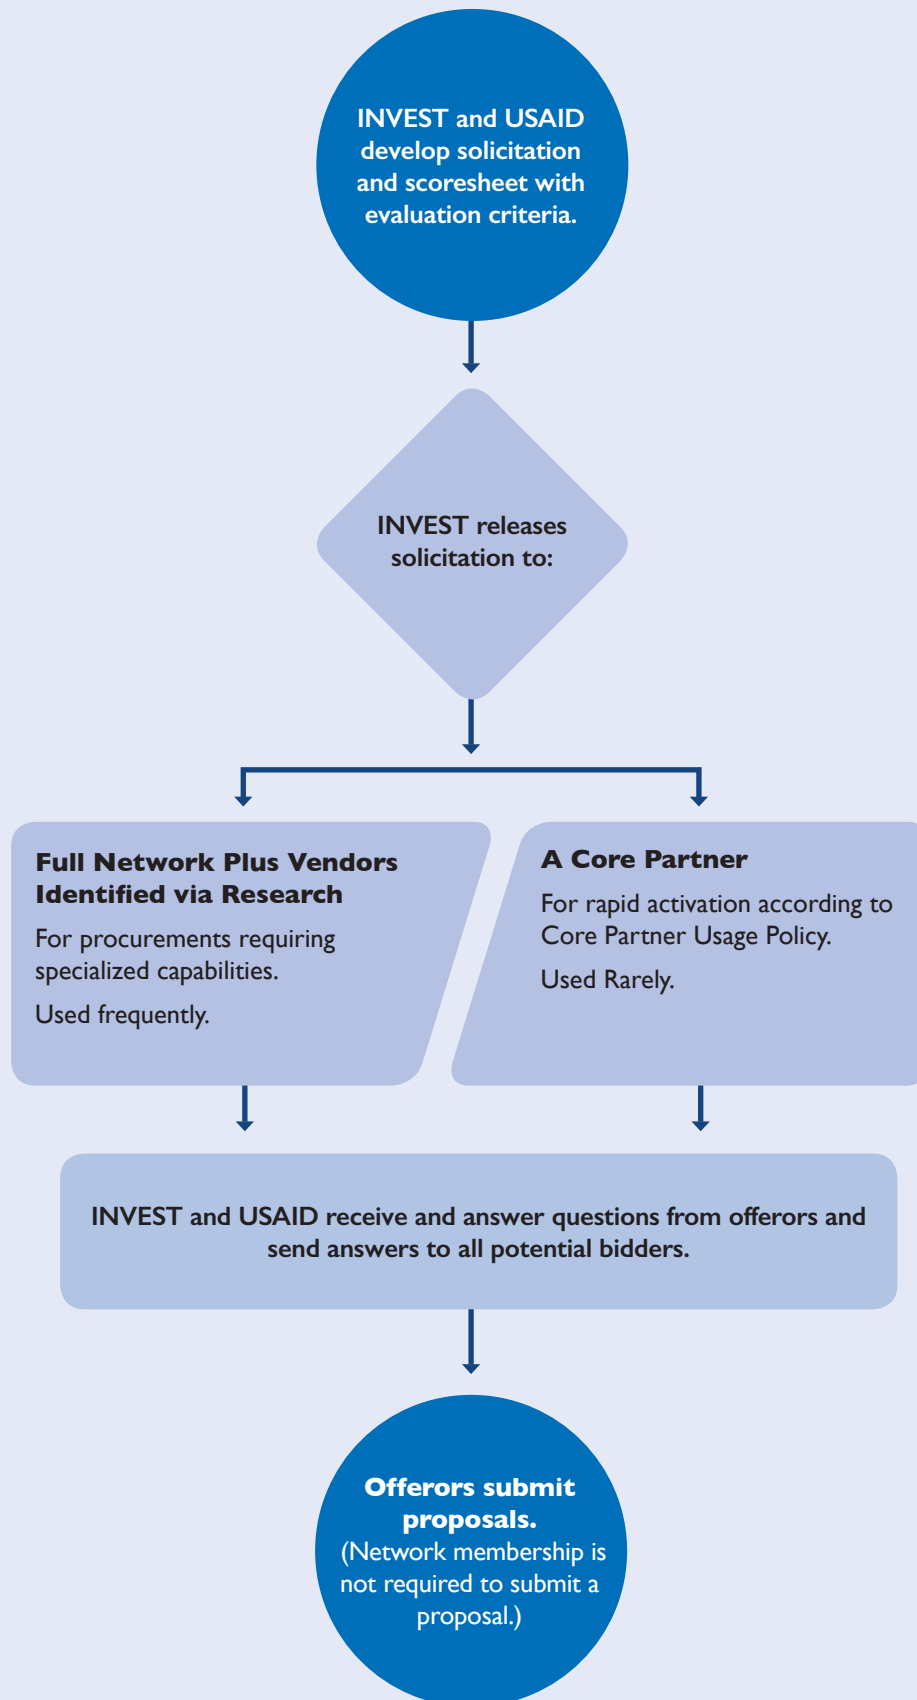 INVEST and USAID
develop solicitation
and scoresheet with
evaluation criteria.
INVEST releases
solicitation to:
Full Network Plus Vendors
Identified via Research
For procurements requiring
specialized capabilities.
Used frequently.
A Core Partner
For rapid activation according to
Core Partner Usage Policy.
Used Rarely.
INVEST and USAID receive and answer questions from offerors and
send answers to all potential bidders.
Offerors submit
proposals.
(Network membership is
not required to submit a
proposal.)